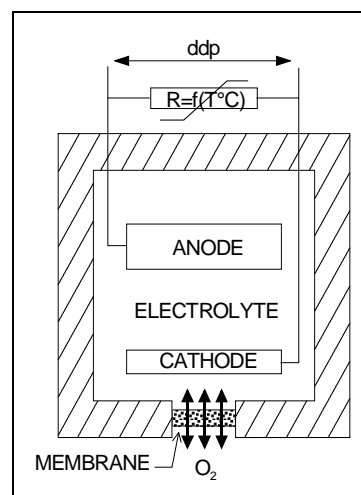 ddp
R=f(T°C)
ANODE
ELECTROLYTE
CATHODE
MEMBRANE
O₂